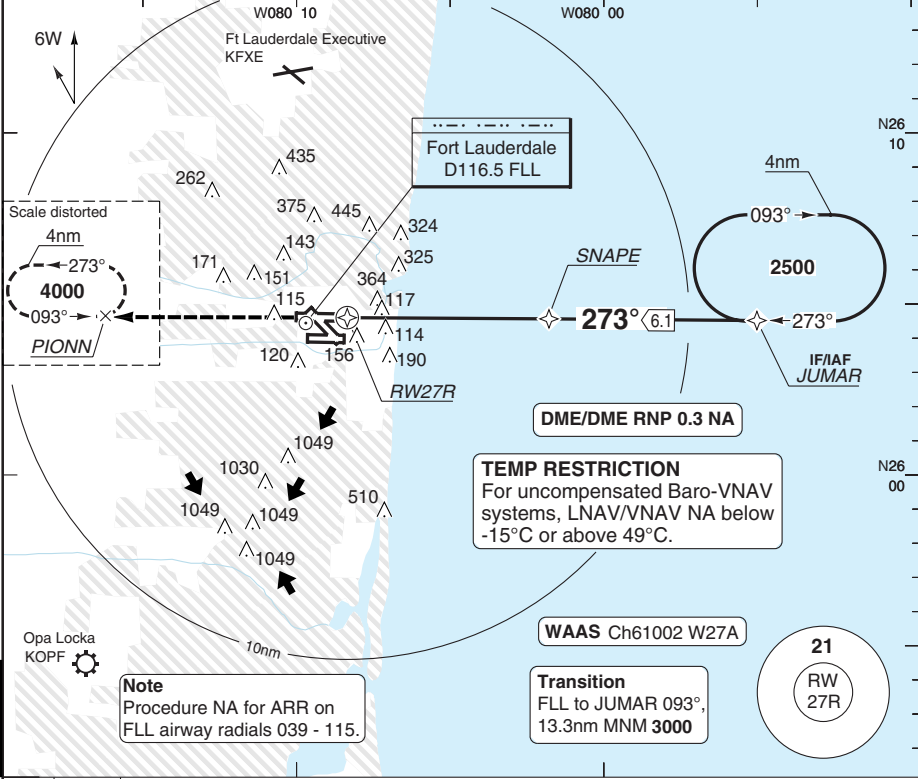 W080 10
W080 00
6W
Ft Lauderdale Executive
KFXE
N26
10
Fort Lauderdale
D116.5 FLL
4nm
093°
2500
273°
435
262
375
445
324
143
325
171
151
364
115
117
114
120
156
190
Scale distorted
4nm
273°
4000
093°
PIONN
SNAPE
273°
6.1
IF/IAF
JUMAR
RW27R
DME/DME RNP 0.3 NA
1049
1030
1049
1049
1049
510
TEMP RESTRICTION
For uncompensated Baro-VNAV
systems, LNAV/VNAV NA below
-15°C or above 49°C.
N26
00
10nm
Opa Locka
KOPF
WAAS Ch61002 W27A
Note
Procedure NA for ARR on
FLL airway radials 039 - 115.
Transition
FLL to JUMAR 093°,
13.3nm MNM 3000
21
RW
27R